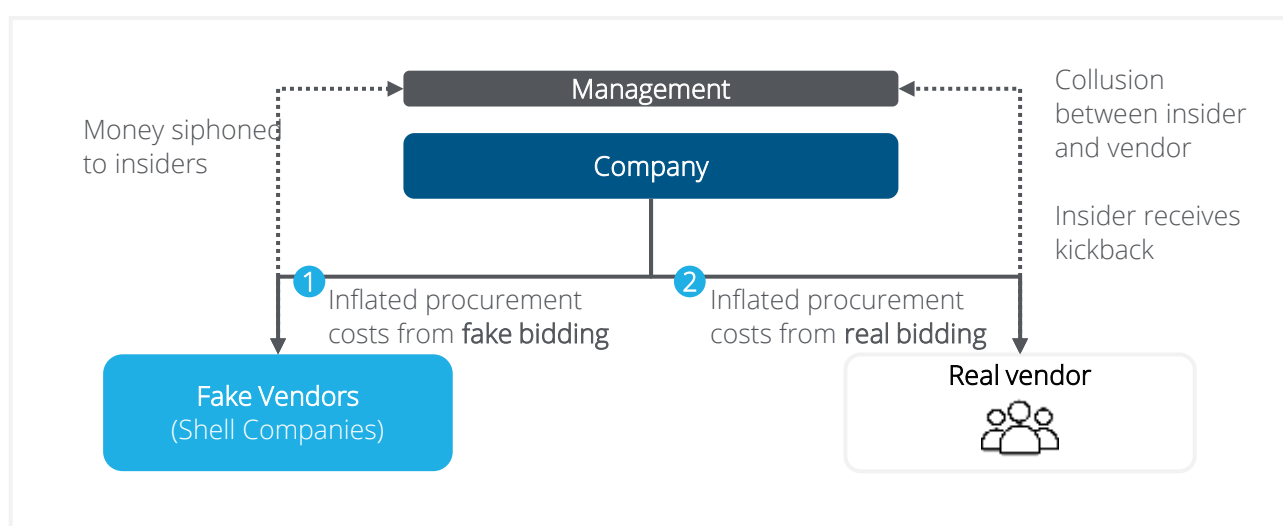 Management
Company
Money siphoned
to insiders
Collusion
between insider
and vendor
Insider receives
kickback
1
Inflated procurement
costs from fake bidding
2
Inflated procurement
costs from real bidding
Fake Vendors
(Shell Companies)
Real vendor